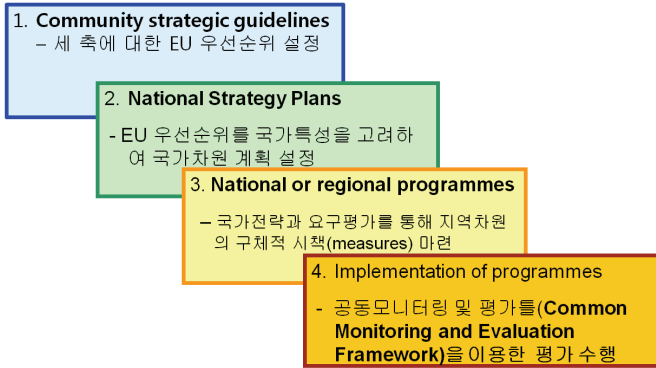 1. Community strategic guidelines
– 세 축에 대한 EU 우선순위 설정
2. National Strategy Plans
- EU 우선순위를 국가특성을 고려하
여 국가차원 계획 설정
3. National or regional programmes
– 국가전략과 요구평가를 통해 지역차원
의 구체적 시책(measures) 마련
4. Implementation of programmes
- 공동모니터링 및 평가틀(Common
Monitoring and Evaluation
Framework)을 이용한 평가 수행